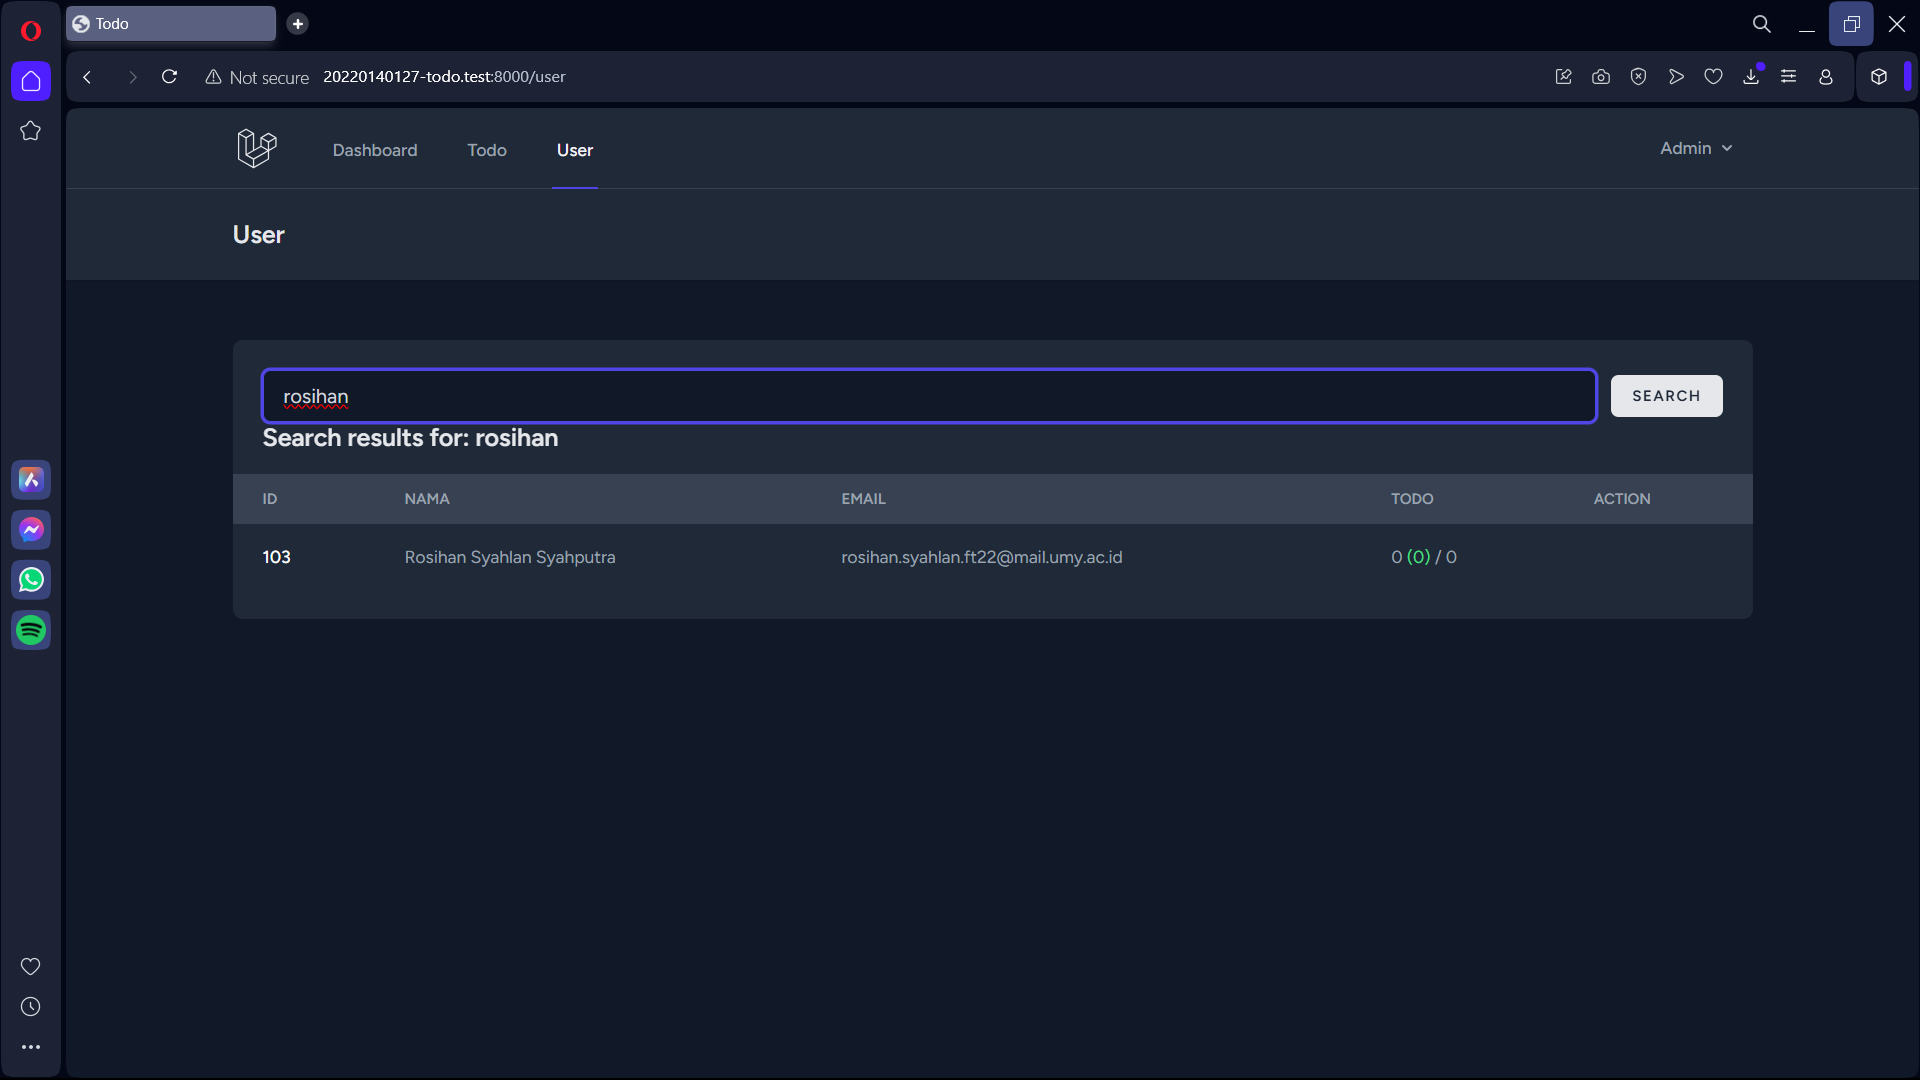 Todo
Not secure 20220140127-todo.test:8000/user
Dashboard Todo User Admin
User
rosihan SEARCH
Search results for: rosihan
ID NAMA EMAIL TODO ACTION
103 Rosihan Syahlan Syahputra rosihan.syahlan.ft22@mail.umy.ac.id 0 (0) / 0